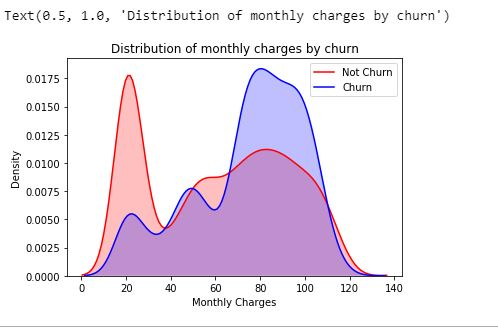 Text(0.5, 1.0, 'Distribution of monthly charges by churn')
Distribution of monthly charges by churn
Not Churn
Churn
Density
0.0175
0.0150
0.0125
0.0100
0.0075
0.0050
0.0025
0.0000
0 20 40 60 80 100 120 140
Monthly Charges